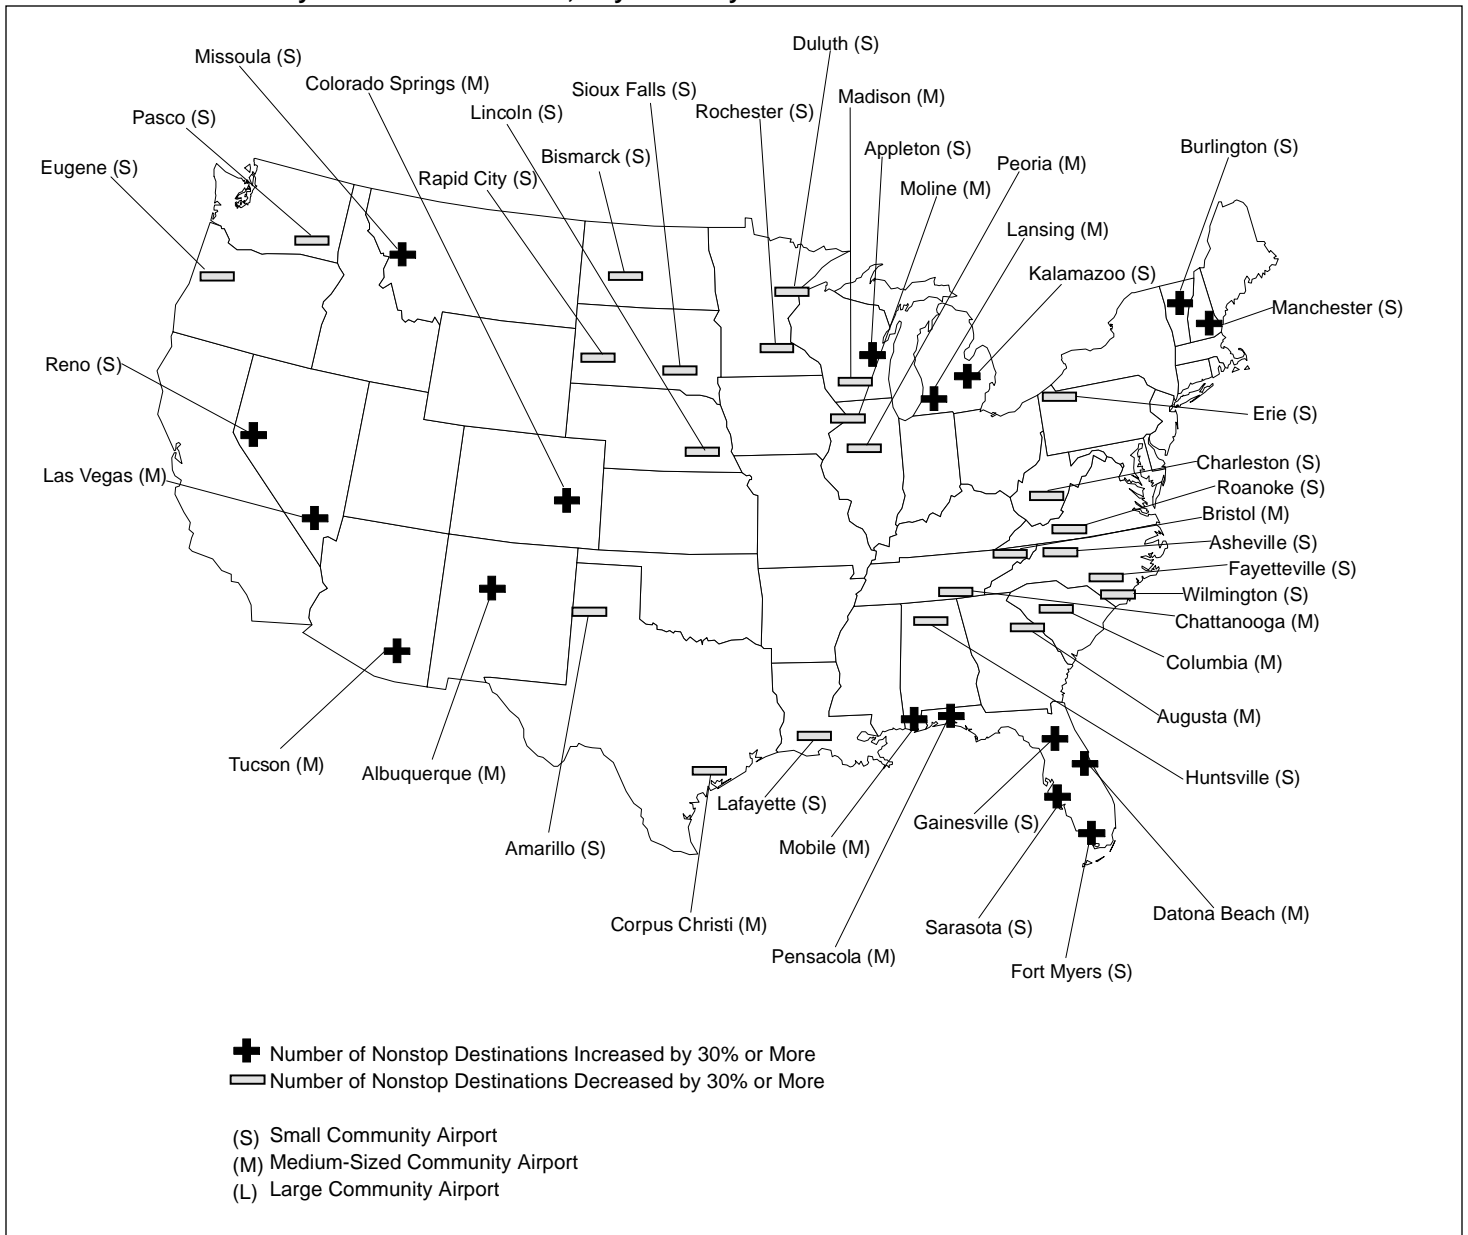 Duluth (S)
Missoula (S)
Colorado Springs (M)
Sioux Falls (S)
Madison (M)
Lincoln (S)
Rochester (S)
Pasco (S)
Burlington (S)
Appleton (S)
Bismarck (S)
Peoria (M)
Eugene (S)
Rapid City (S)
Moline (M)
Lansing (M)
Kalamazoo (S)
Manchester (S)
Reno (S)
Erie (S)
Charleston (S)
Las Vegas (M)
Roanoke (S)
Bristol (M)
Asheville (S)
Fayetteville (S)
Wilmington (S)
Chattanooga (M)
Columbia (M)
Augusta (M)
Tucson (M)
Albuquerque (M)
Huntsville (S)
Lafayette (S)
Gainesville (S)
Amarillo (S)
Mobile (M)
Datona Beach (M)
Corpus Christi (M)
Sarasota (S)
Pensacola (M)
Fort Myers (S)
Number of Nonstop Destinations Increased by 30% or More
Number of Nonstop Destinations Decreased by 30% or More
(S) Small Community Airport
(M) Medium-Sized Community Airport
(L) Large Community Airport